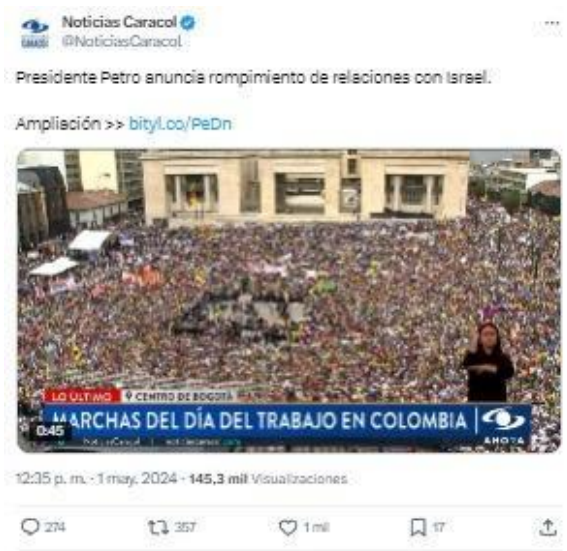 Noticias Caracol
@NoticiasCaracol
Presidente Petro anuncia rompimiento de relaciones con Israel.
Ampliación >> bityl.co/PeDn
LO ÚLTIMO CENTRO DE BOGOTÁ
MARCHAS DEL DÍA DEL TRABAJO EN COLOMBIA
AHORA
0:45
12:35 p. m. · 1 may. 2024 · 145,3 mil Visualizaciones
274 357 1 mil 17